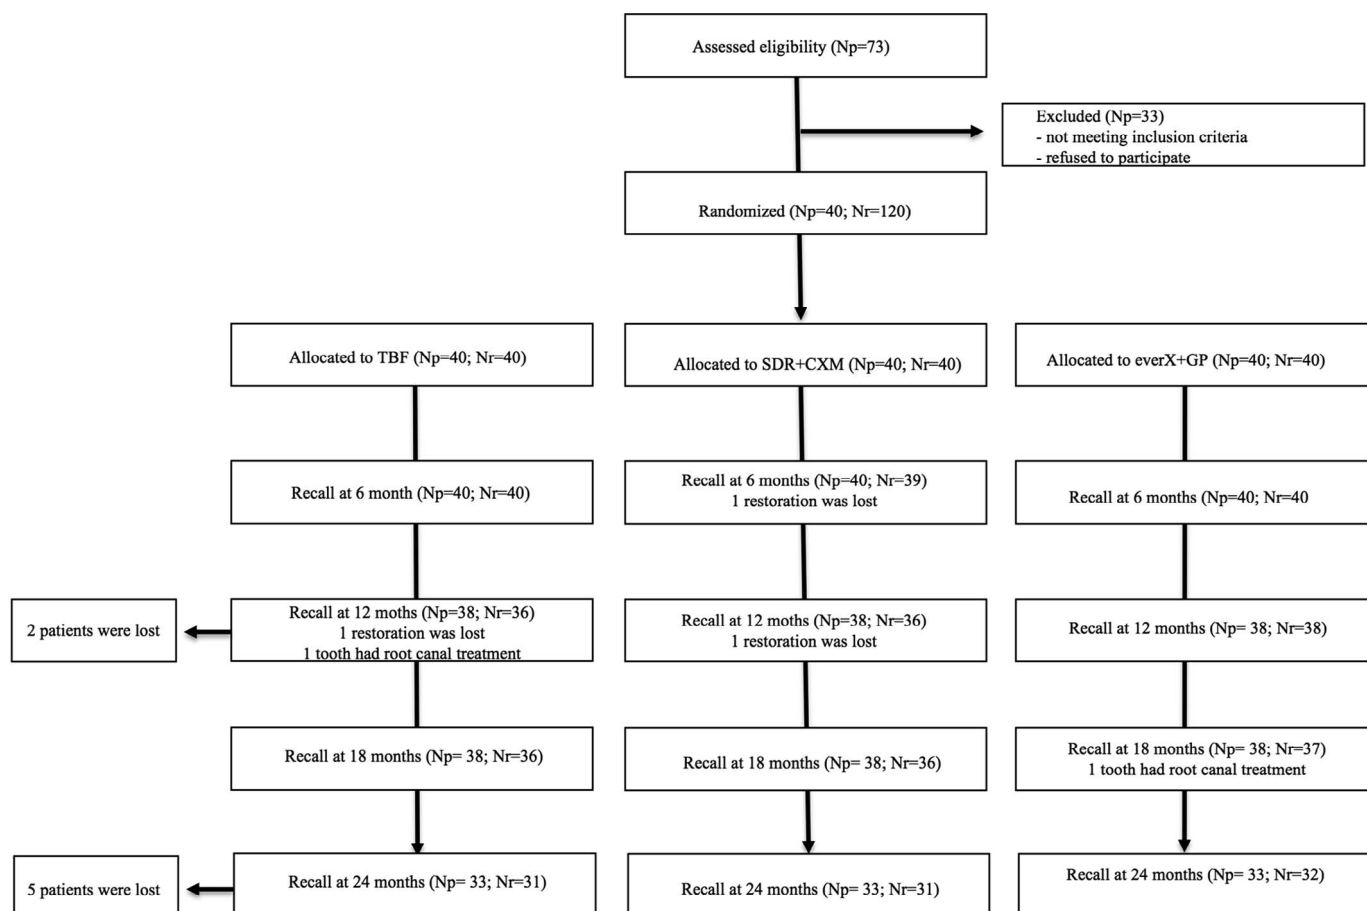 Assessed eligibility (Np=73)
Excluded (Np=33)
- not meeting inclusion criteria
- refused to participate
Randomized (Np=40; Nr=120)
Allocated to TBF (Np=40; Nr=40)
Allocated to SDR+CXM (Np=40; Nr=40)
Allocated to everX+GP (Np=40; Nr=40)
Recall at 6 month (Np=40; Nr=40)
Recall at 6 months (Np=40; Nr=39)
1 restoration was lost
Recall at 6 months (Np=40; Nr=40
2 patients were lost
Recall at 12 moths (Np=38; Nr=36)
1 restoration was lost
1 tooth had root canal treatment
Recall at 12 months (Np=38; Nr=36)
1 restoration was lost
Recall at 12 months (Np= 38; Nr=38)
Recall at 18 months (Np= 38; Nr=36)
Recall at 18 months (Np= 38; Nr=36)
Recall at 18 months (Np= 38; Nr=37)
1 tooth had root canal treatment
5 patients were lost
Recall at 24 months (Np= 33; Nr=31)
Recall at 24 months (Np= 33; Nr=31)
Recall at 24 months (Np= 33; Nr=32)